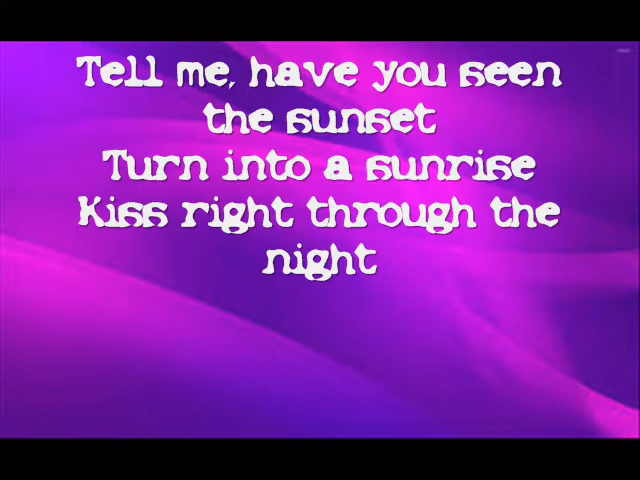 Tell me, have you seen
the sunset
Turn into a sunrise
Kiss right through the
night